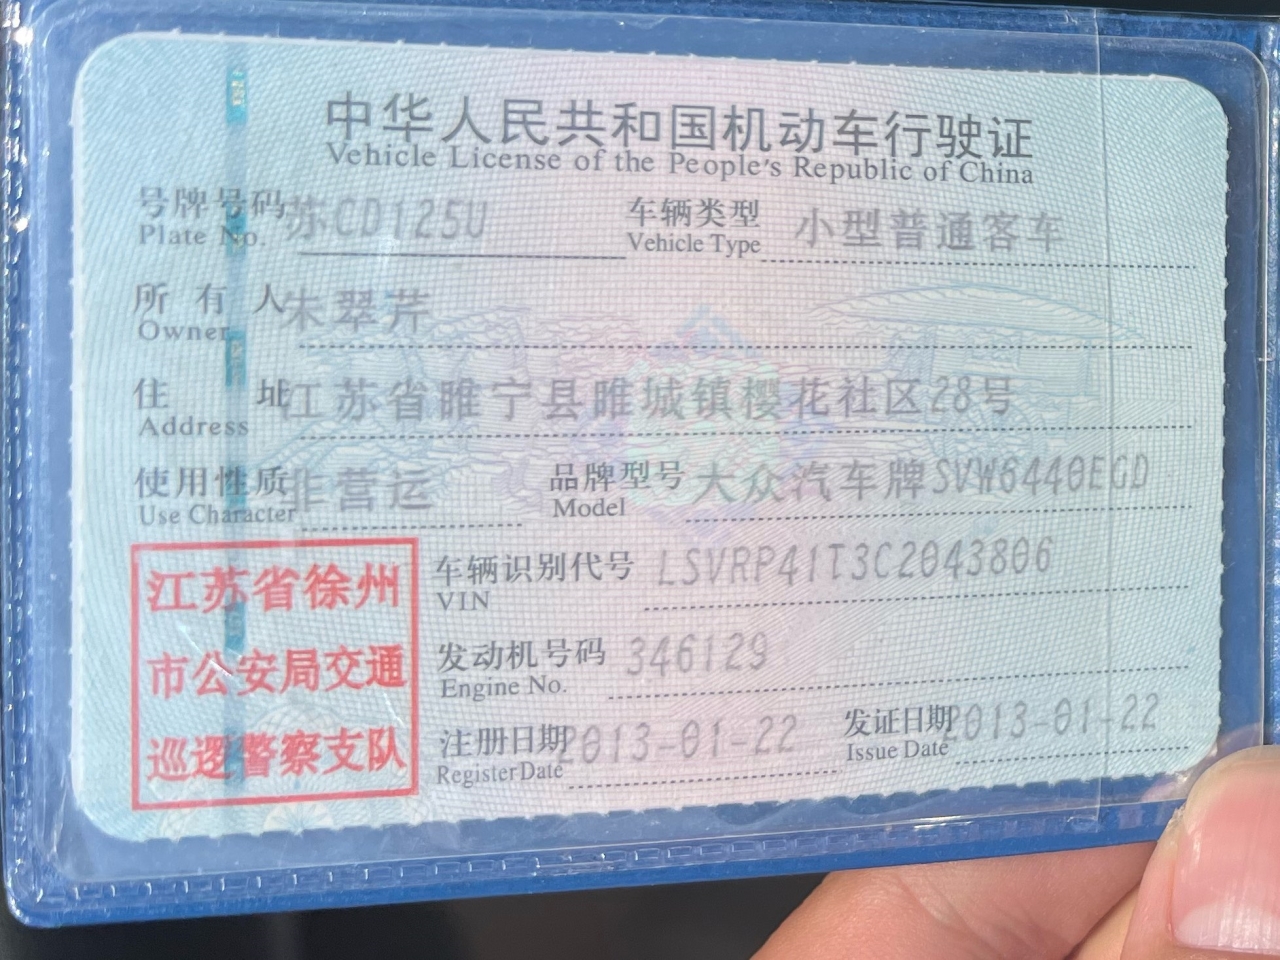 中华人民共和国机动车行驶证
Vehicle License of the People's Republic of China
号牌号码 苏CD125U 车辆类型 小型普通客车
Plate No. Vehicle Type
所有人 朱翠芹
Owner
住址 江苏省睢宁县睢城镇樱花社区28号
Address
使用性质 非营运 品牌型号 大众汽车牌SVW6440EGD
Use Character Model
江苏省徐州
市公安局交通
巡逻警察支队
车辆识别代号 LSVRP41T3C2043806
VIN
发动机号码 346129
Engine No.
注册日期 2013-01-22 发证日期 2013-01-22
Register Date Issue Date